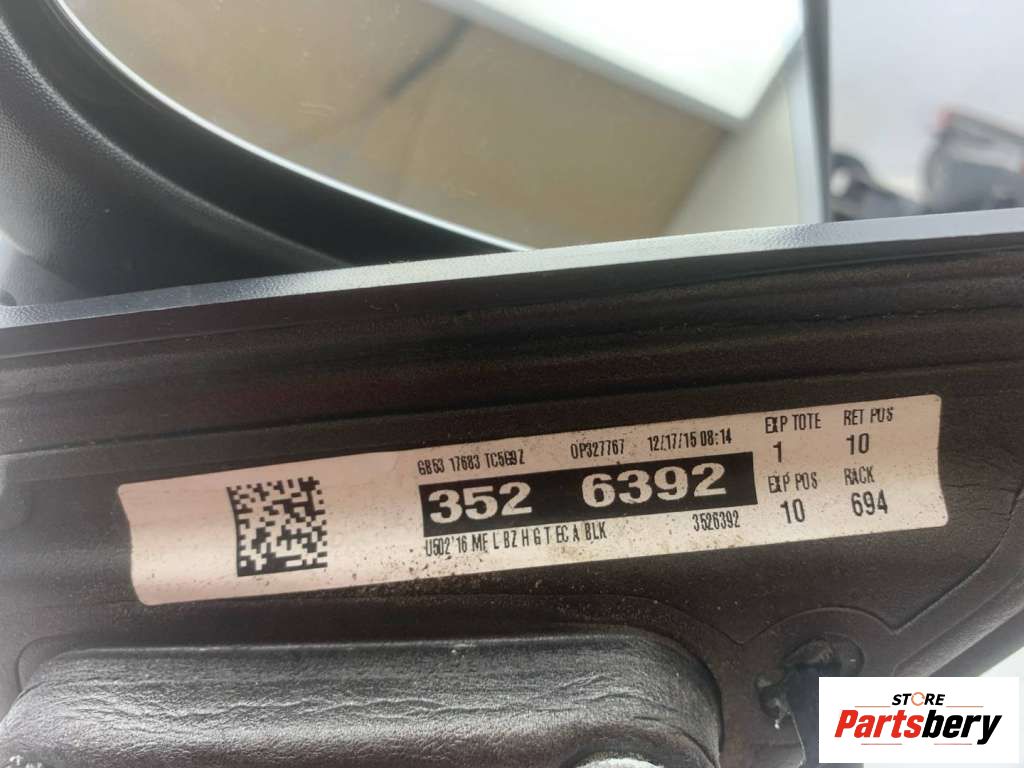 GB53 17683 TC5G9Z OP327767 12/17/15 08:14
352 6392
U502'16 MF L BZ H G T EC A BLK 3526392
EXP TOTE RET POS
1 10
EXP POS RACK
10 694
STORE
Partsbery